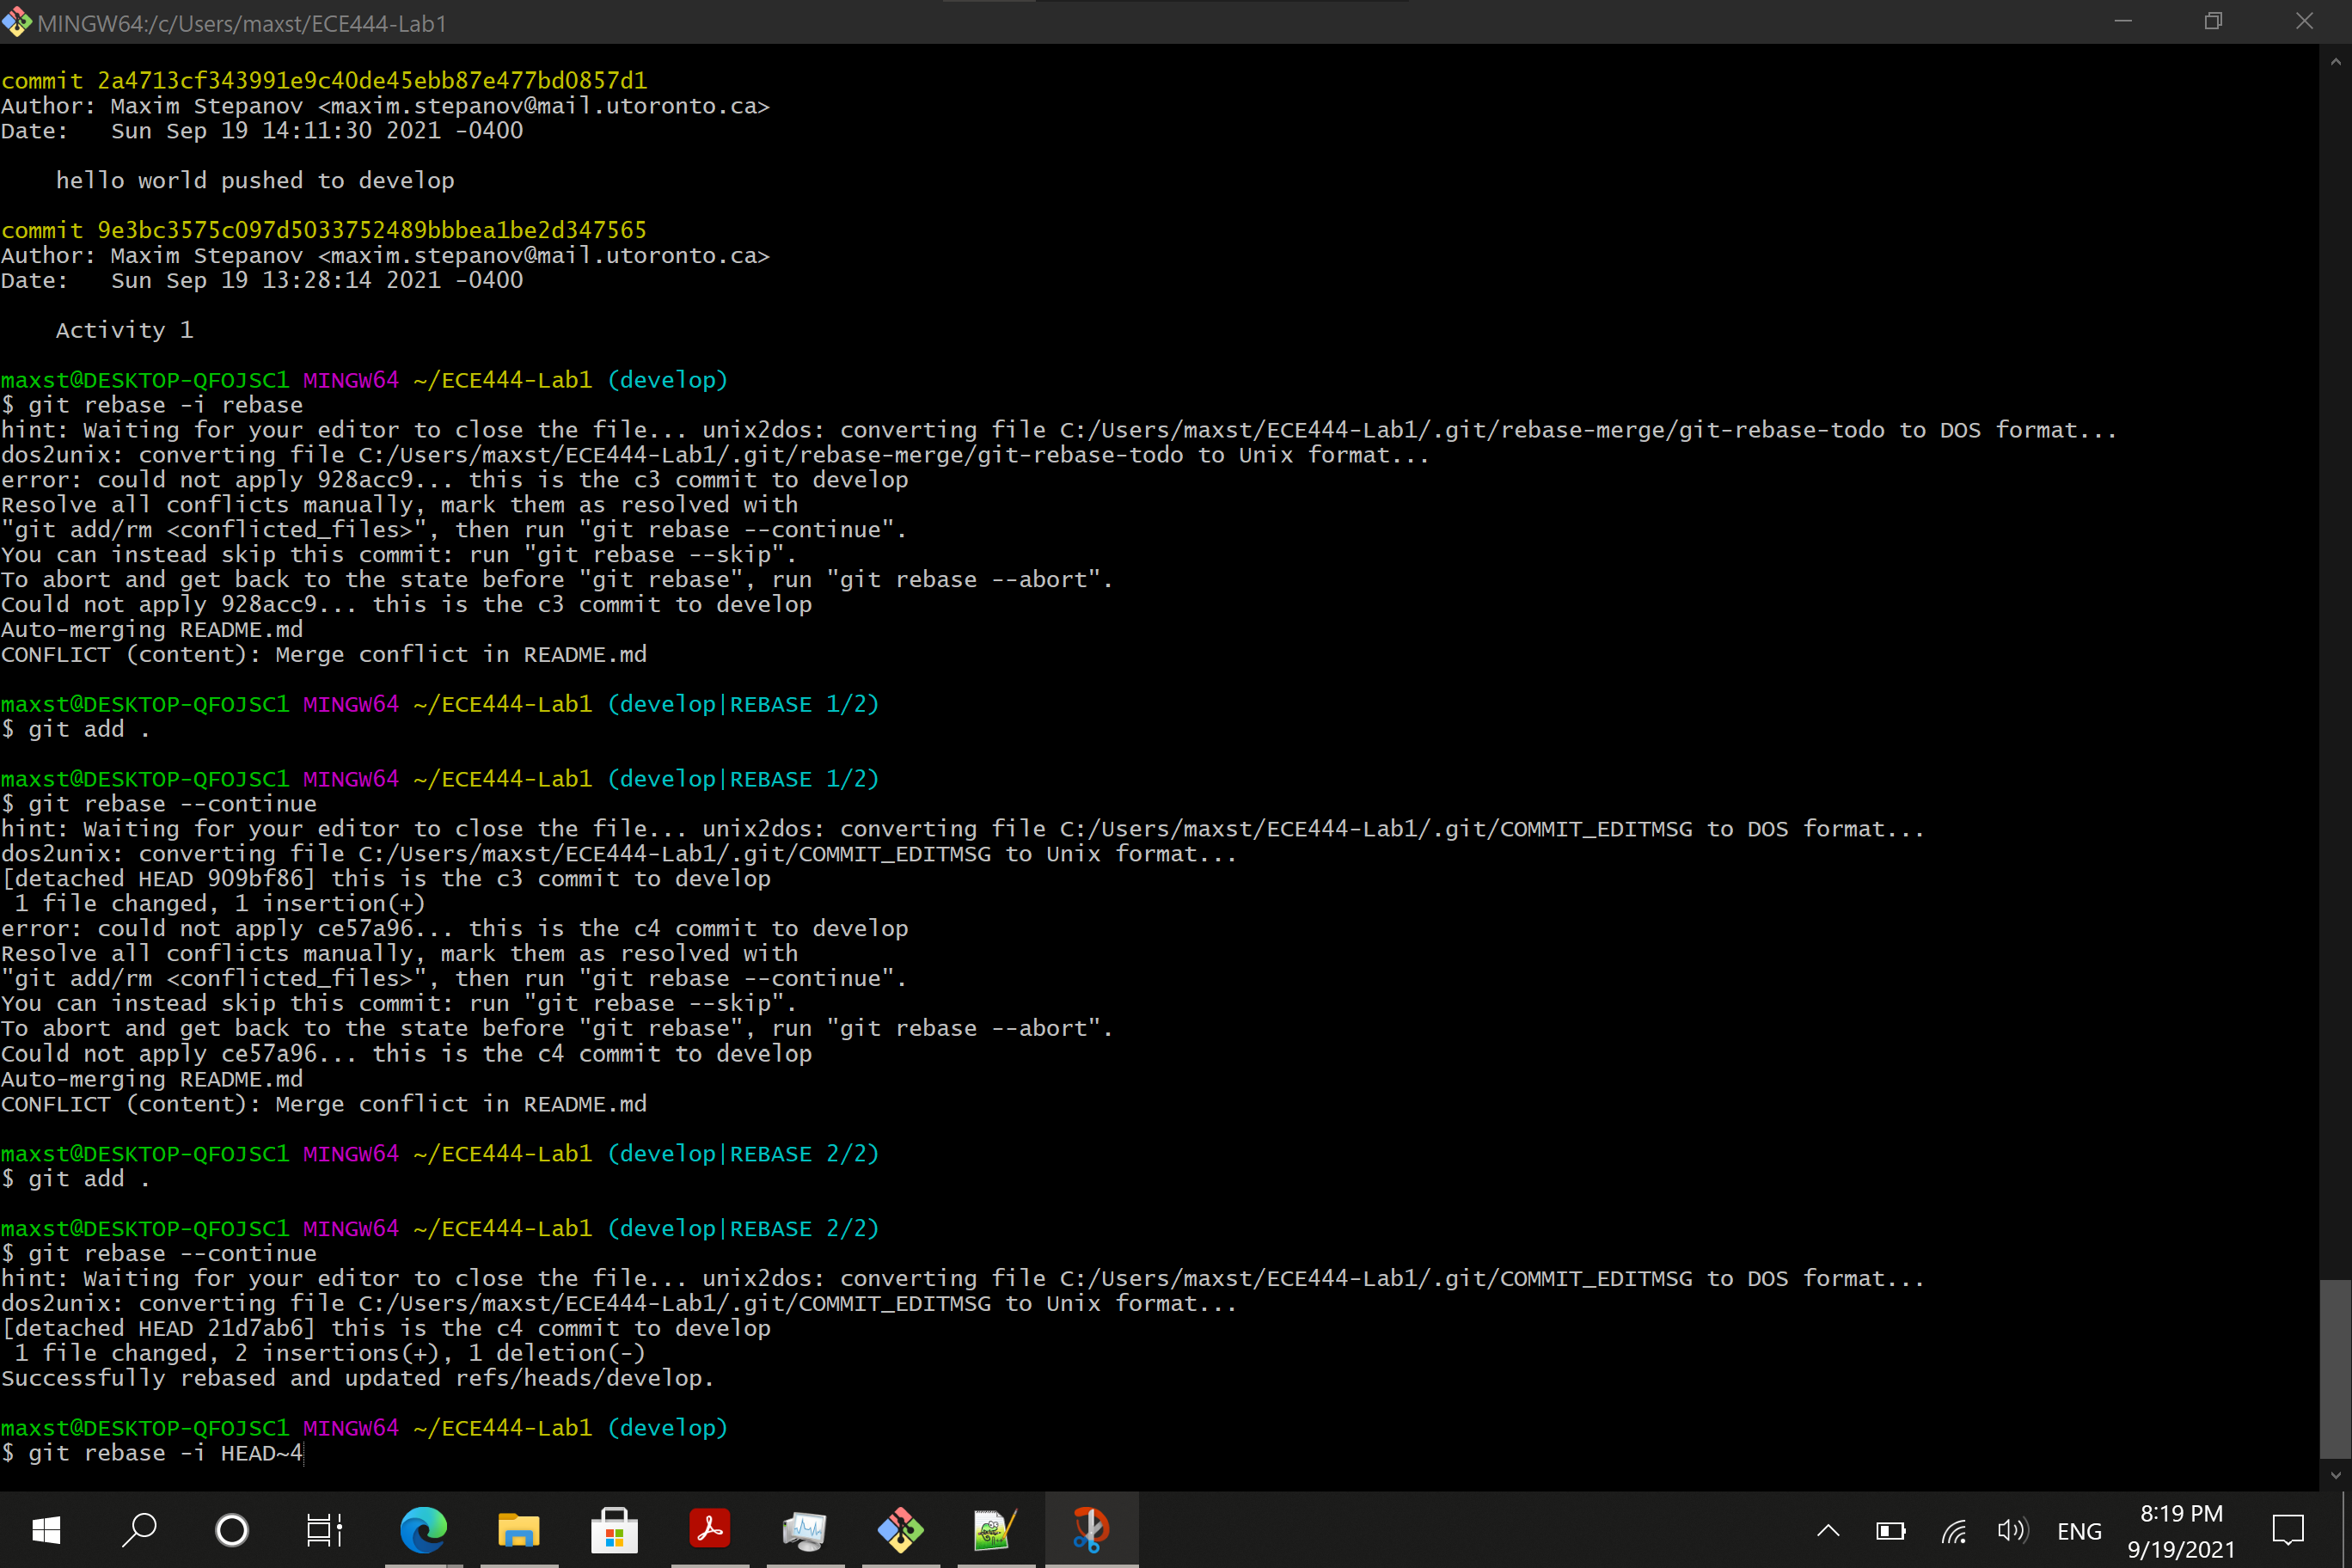 MINGW64:/c/Users/maxst/ECE444-Lab1
commit 2a4713cf343991e9c40de45ebb87e477bd0857d1
Author: Maxim Stepanov <maxim.stepanov@mail.utoronto.ca>
Date:   Sun Sep 19 14:11:30 2021 -0400
    hello world pushed to develop
commit 9e3bc3575c097d5033752489bbbea1be2d347565
Author: Maxim Stepanov <maxim.stepanov@mail.utoronto.ca>
Date:   Sun Sep 19 13:28:14 2021 -0400
    Activity 1
maxst@DESKTOP-QFOJSC1 MINGW64 ~/ECE444-Lab1 (develop)
$ git rebase -i rebase
hint: Waiting for your editor to close the file... unix2dos: converting file C:/Users/maxst/ECE444-Lab1/.git/rebase-merge/git-rebase-todo to DOS format...
dos2unix: converting file C:/Users/maxst/ECE444-Lab1/.git/rebase-merge/git-rebase-todo to Unix format...
error: could not apply 928acc9... this is the c3 commit to develop
Resolve all conflicts manually, mark them as resolved with
"git add/rm <conflicted_files>", then run "git rebase --continue".
You can instead skip this commit: run "git rebase --skip".
To abort and get back to the state before "git rebase", run "git rebase --abort".
Could not apply 928acc9... this is the c3 commit to develop
Auto-merging README.md
CONFLICT (content): Merge conflict in README.md
maxst@DESKTOP-QFOJSC1 MINGW64 ~/ECE444-Lab1 (develop|REBASE 1/2)
$ git add .
maxst@DESKTOP-QFOJSC1 MINGW64 ~/ECE444-Lab1 (develop|REBASE 1/2)
$ git rebase --continue
hint: Waiting for your editor to close the file... unix2dos: converting file C:/Users/maxst/ECE444-Lab1/.git/COMMIT_EDITMSG to DOS format...
dos2unix: converting file C:/Users/maxst/ECE444-Lab1/.git/COMMIT_EDITMSG to Unix format...
[detached HEAD 909bf86] this is the c3 commit to develop
 1 file changed, 1 insertion(+)
error: could not apply ce57a96... this is the c4 commit to develop
Resolve all conflicts manually, mark them as resolved with
"git add/rm <conflicted_files>", then run "git rebase --continue".
You can instead skip this commit: run "git rebase --skip".
To abort and get back to the state before "git rebase", run "git rebase --abort".
Could not apply ce57a96... this is the c4 commit to develop
Auto-merging README.md
CONFLICT (content): Merge conflict in README.md
maxst@DESKTOP-QFOJSC1 MINGW64 ~/ECE444-Lab1 (develop|REBASE 2/2)
$ git add .
maxst@DESKTOP-QFOJSC1 MINGW64 ~/ECE444-Lab1 (develop|REBASE 2/2)
$ git rebase --continue
hint: Waiting for your editor to close the file... unix2dos: converting file C:/Users/maxst/ECE444-Lab1/.git/COMMIT_EDITMSG to DOS format...
dos2unix: converting file C:/Users/maxst/ECE444-Lab1/.git/COMMIT_EDITMSG to Unix format...
[detached HEAD 21d7ab6] this is the c4 commit to develop
 1 file changed, 2 insertions(+), 1 deletion(-)
Successfully rebased and updated refs/heads/develop.
maxst@DESKTOP-QFOJSC1 MINGW64 ~/ECE444-Lab1 (develop)
$ git rebase -i HEAD~4
ENG
8:19 PM
9/19/2021